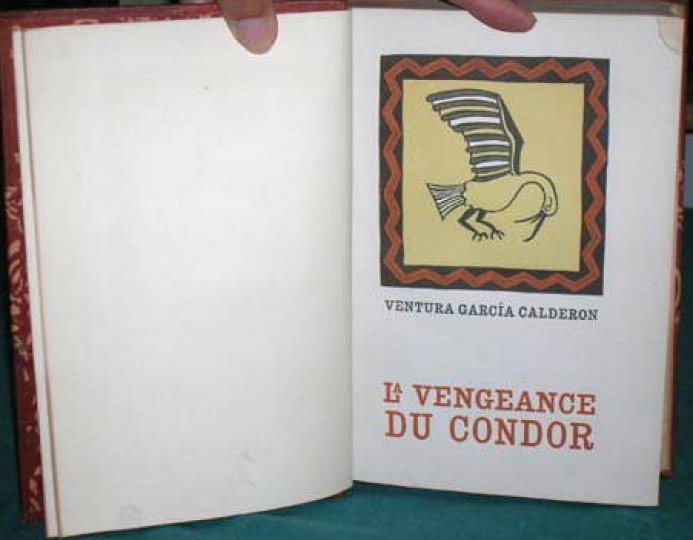 VENTURA GARCÍA CALDERON
LA VENGEANCE
DU CONDOR